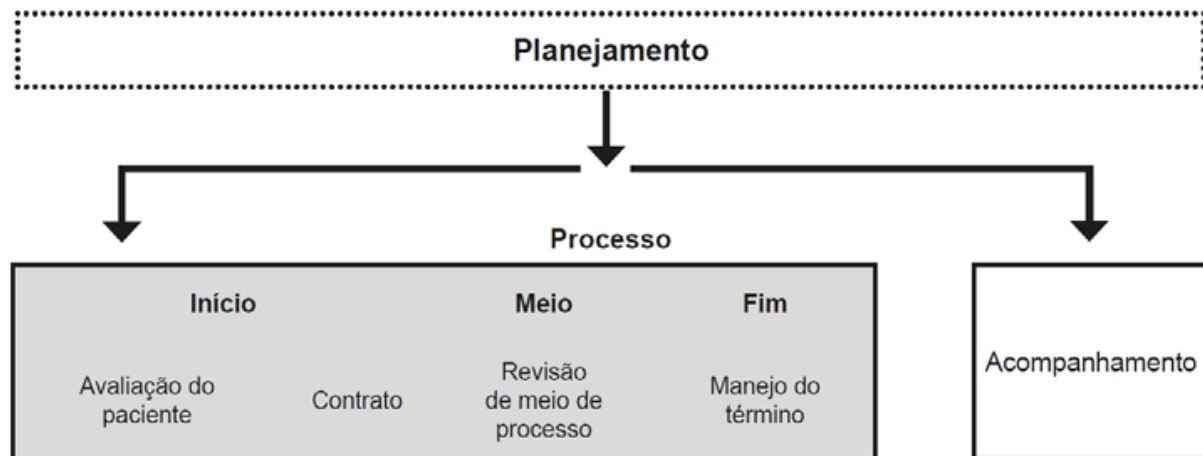 Planejamento
Processo
Início
Meio
Fim
Avaliação do
paciente
Contrato
Revisão
de meio de
processo
Manejo do
término
Acompanhamento